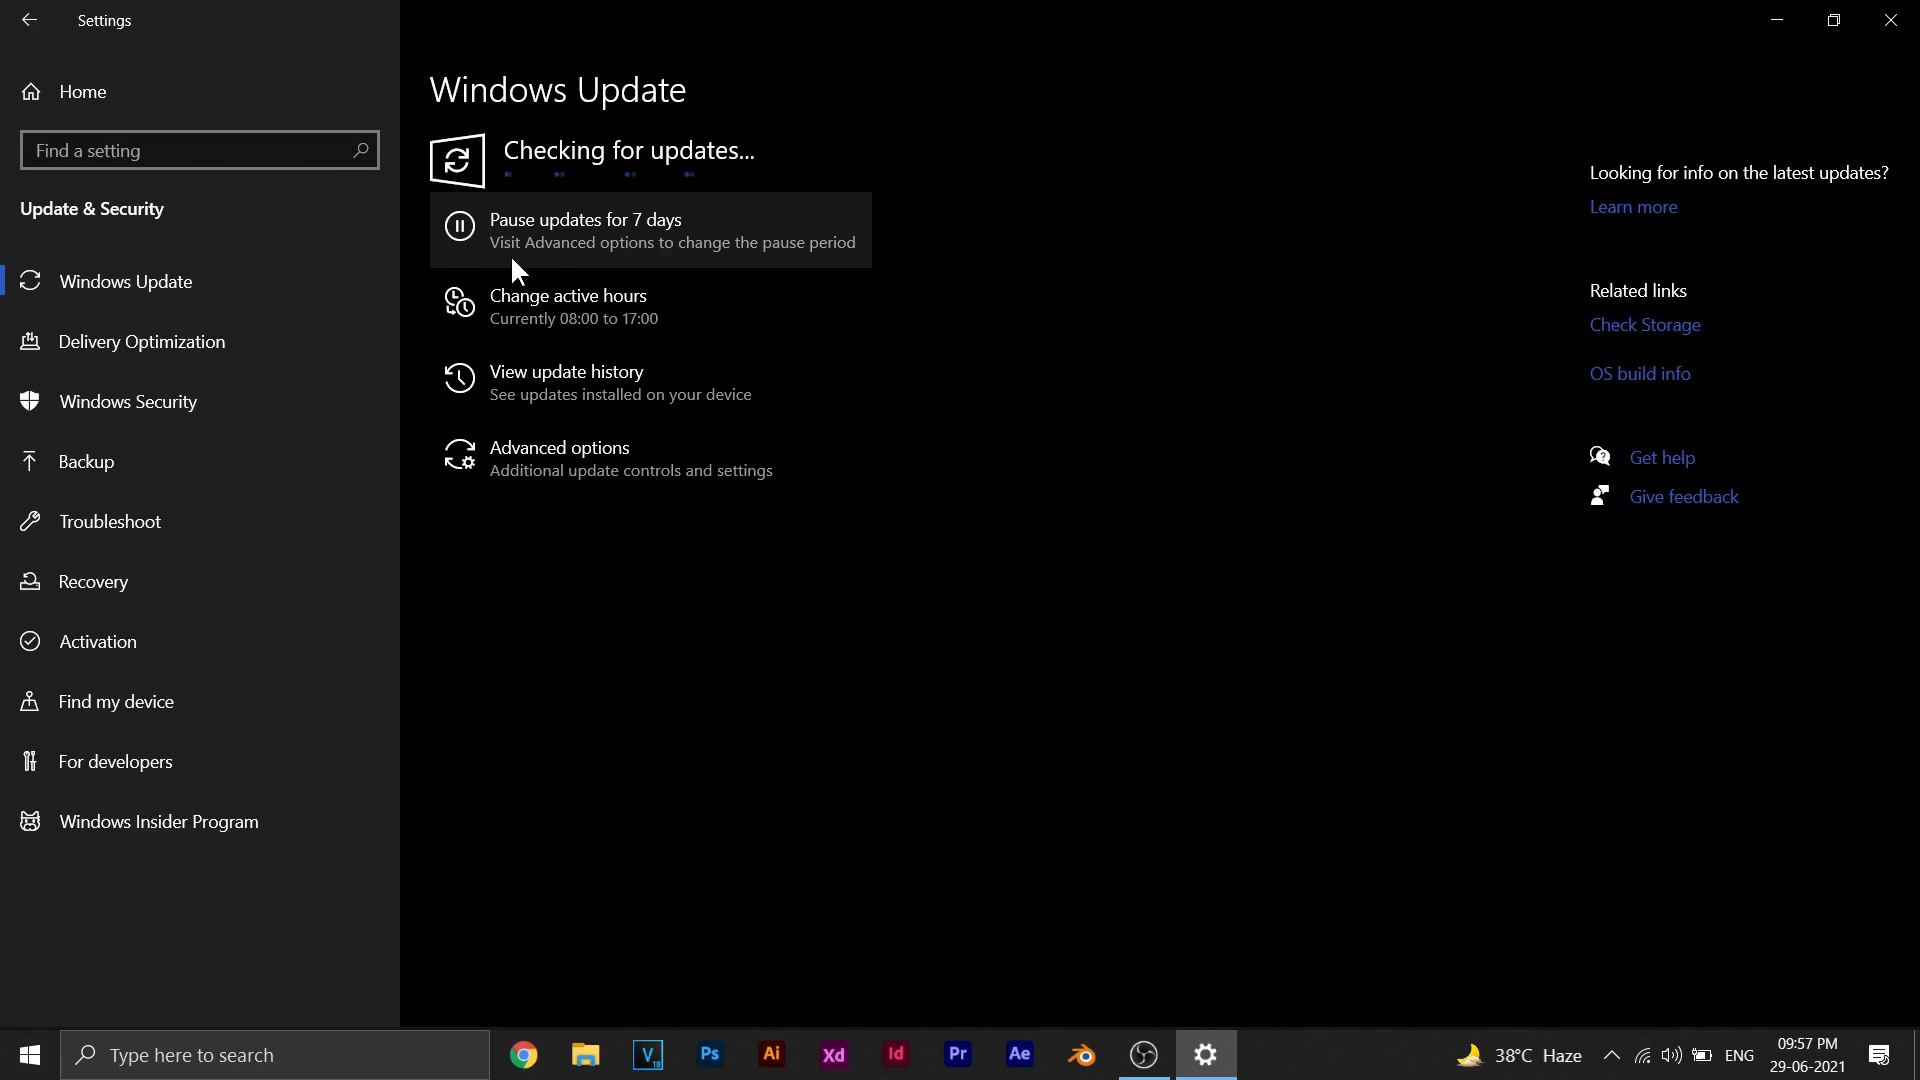 Settings
Home
Find a setting
Update & Security
Windows Update
Delivery Optimization
Windows Security
Backup
Troubleshoot
Recovery
Activation
Find my device
For developers
Windows Insider Program
Windows Update
Checking for updates...
Pause updates for 7 days
Visit Advanced options to change the pause period
Change active hours
Currently 08:00 to 17:00
View update history
See updates installed on your device
Advanced options
Additional update controls and settings
Looking for info on the latest updates?
Learn more
Related links
Check Storage
OS build info
Get help
Give feedback
Type here to search
V
Ps
Ai
Xd
Id
Pr
Ae
38°C Haze
ENG
09:57 PM
29-06-2021